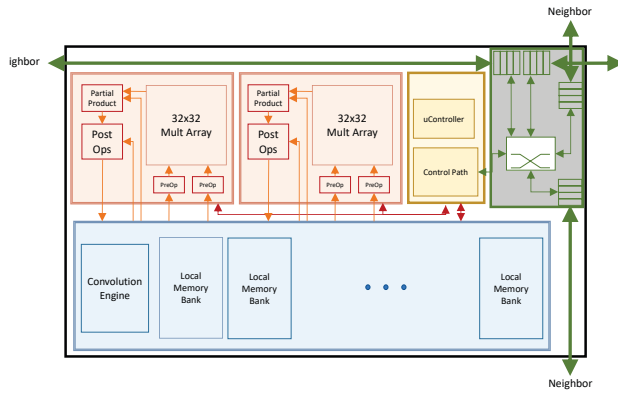 Neighbor
ighbor
Partial
Product
32x32
Mult Array
Post
Ops
PreOp
PreOp
Partial
Product
32x32
Mult Array
Post
Ops
PreOp
PreOp
uController
Control Path
Convolution
Engine
Local
Memory
Bank
Local
Memory
Bank
Local
Memory
Bank
Neighbor